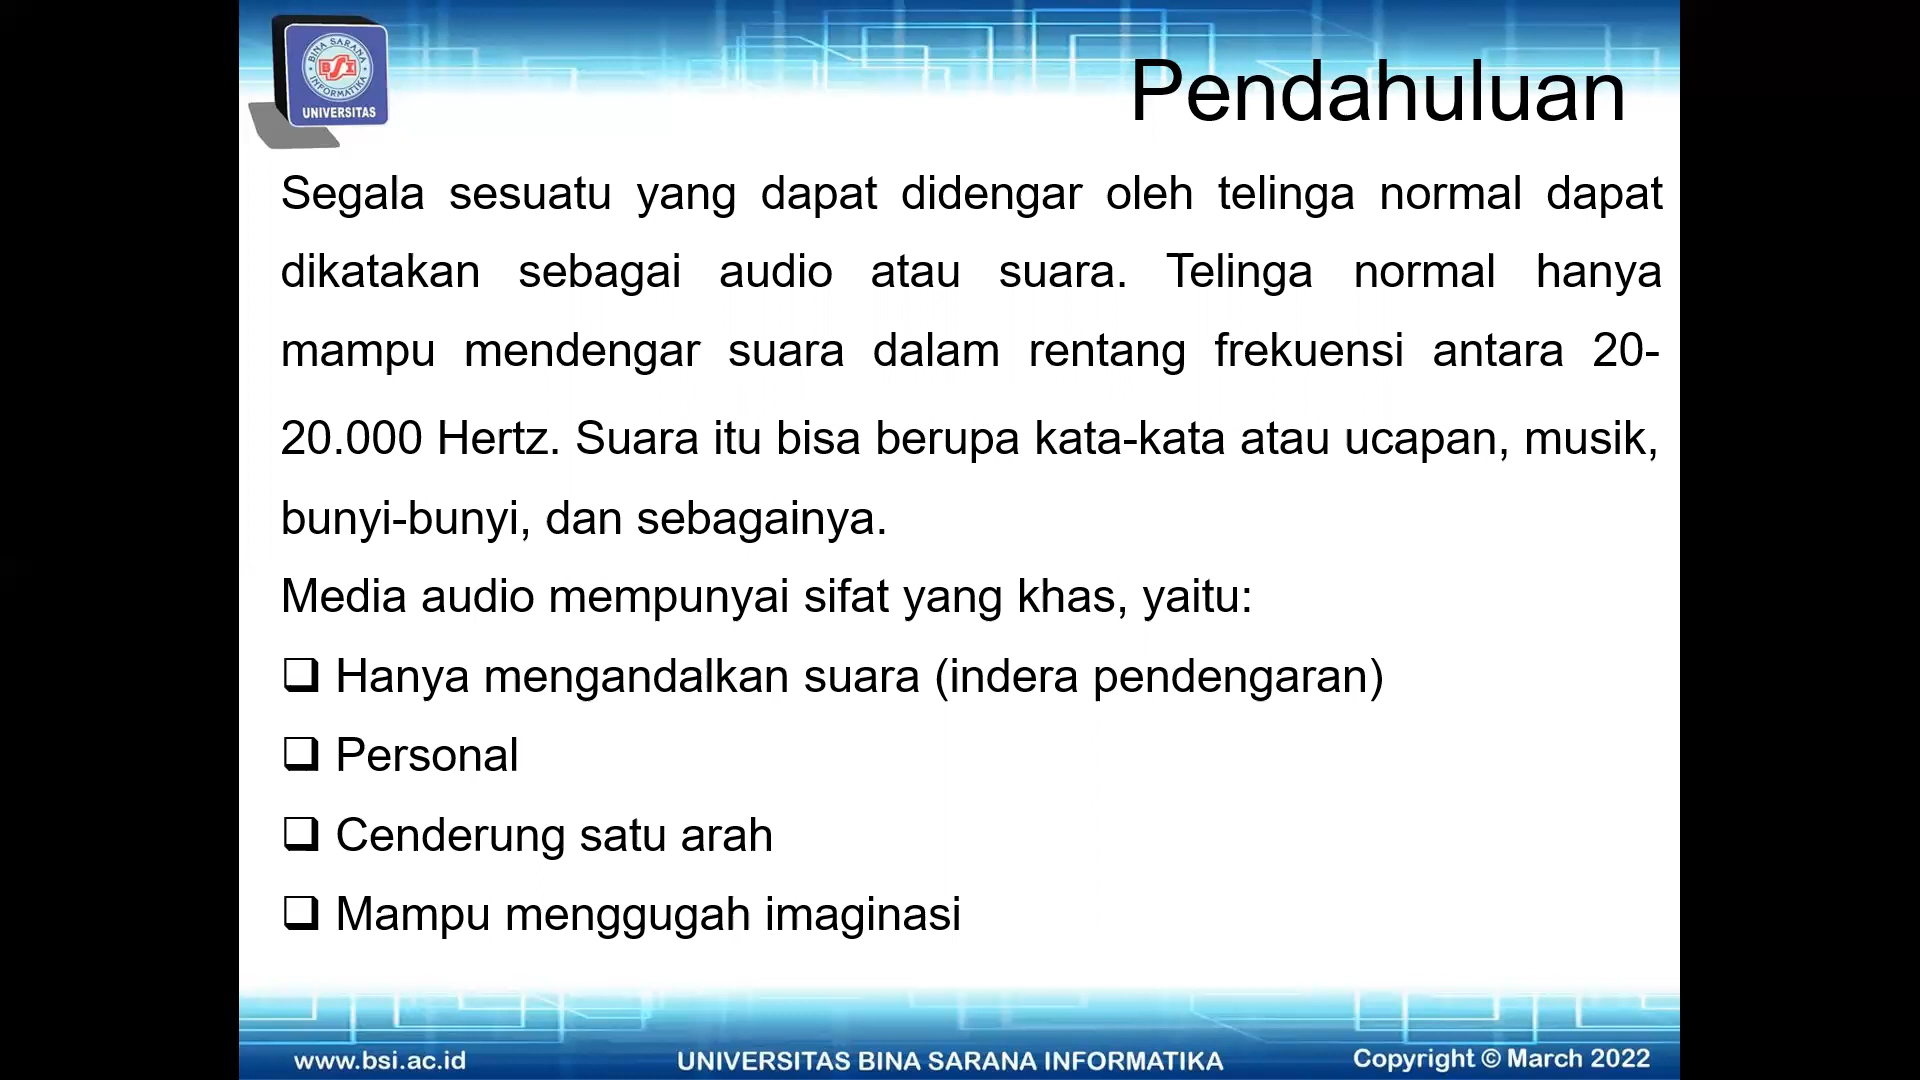 BINA SARANA
BSI
INFORMATIKA
UNIVERSITAS
Pendahuluan
Segala sesuatu yang dapat didengar oleh telinga normal dapat
dikatakan sebagai audio atau suara. Telinga normal hanya
mampu mendengar suara dalam rentang frekuensi antara 20-
20.000 Hertz. Suara itu bisa berupa kata-kata atau ucapan, musik,
bunyi-bunyi, dan sebagainya.
Media audio mempunyai sifat yang khas, yaitu:
❑ Hanya mengandalkan suara (indera pendengaran)
❑ Personal
❑ Cenderung satu arah
❑ Mampu menggugah imaginasi
www.bsi.ac.id UNIVERSITAS BINA SARANA INFORMATIKA Copyright © March 2022